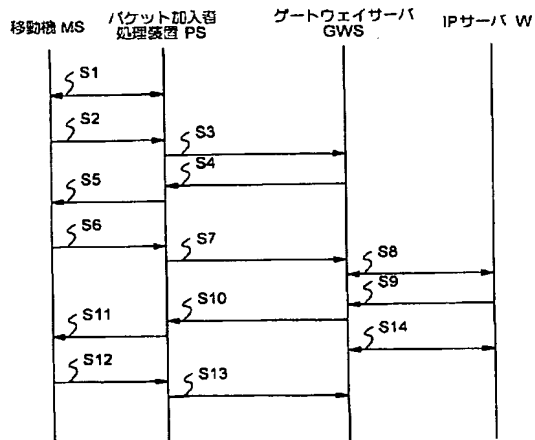 移動機 MS
パケット加入者
処理装置 PS
ゲートウェイサーバ
GWS
IPサーバ W
S1
S2
S3
S4
S5
S6
S7
S8
S9
S10
S11
S14
S12
S13